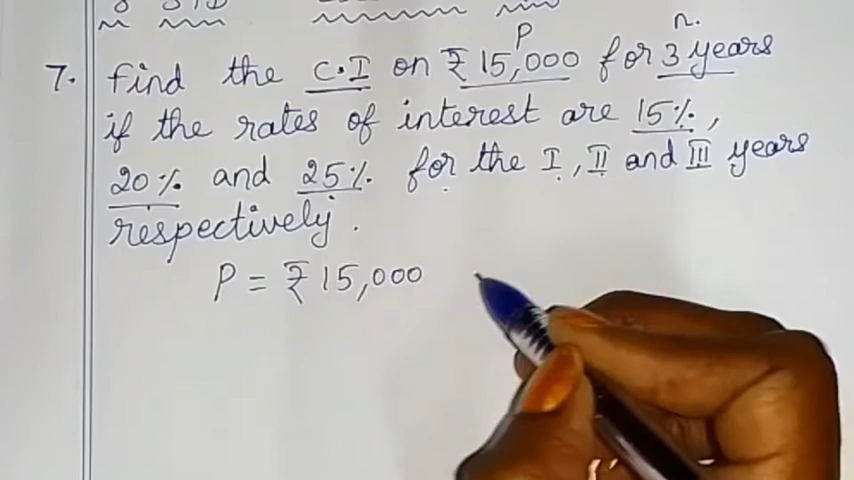 P n.
7. find the C.I on ₹ 15,000 for 3 years
if the rates of interest are 15%,
20% and 25% for the I, II and III years
respectively.
P = ₹ 15,000